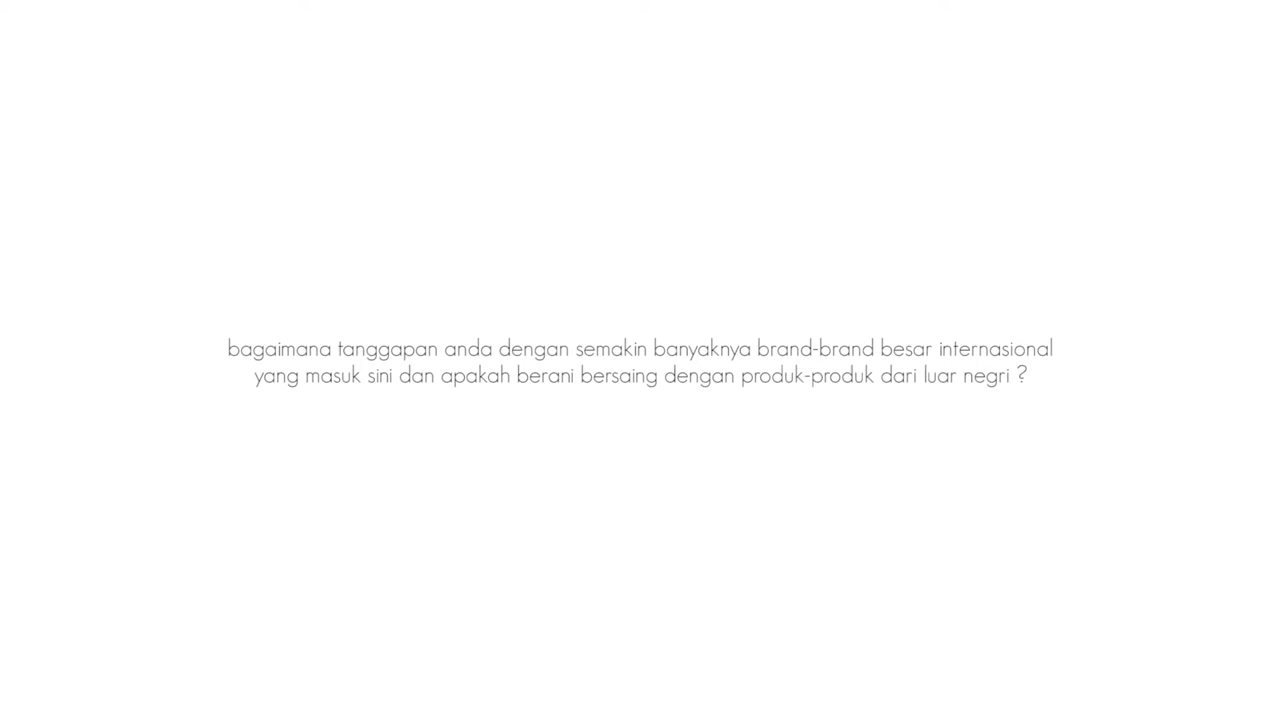 bagaimana tanggapan anda dengan semakin banyaknya brand-brand besar internasional
yang masuk sini dan apakah berani bersaing dengan produk-produk dari luar negri ?